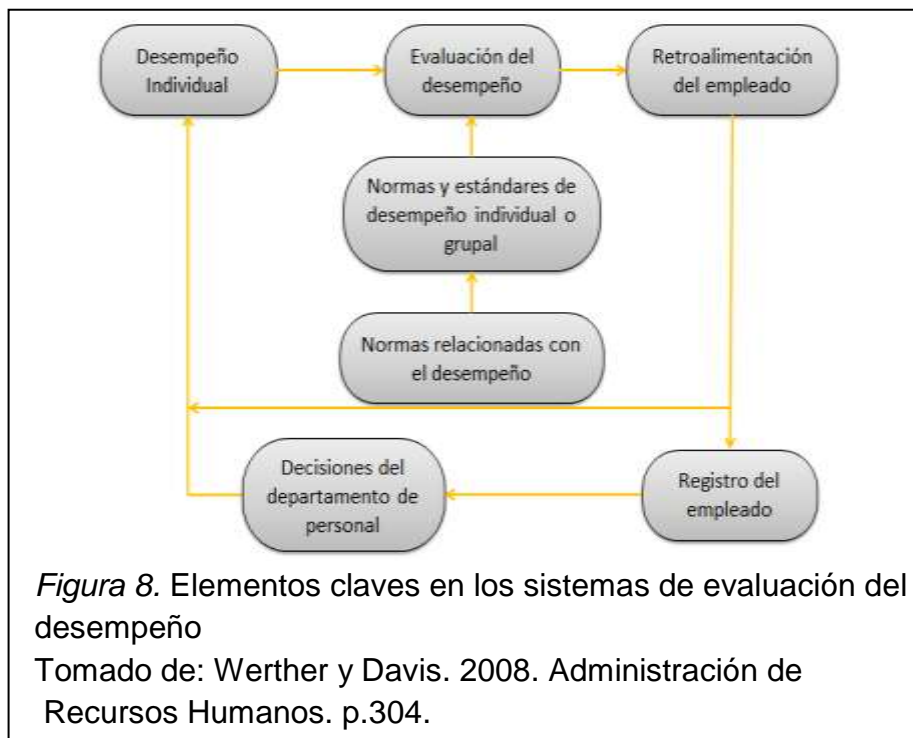 Desempeño
Individual
Evaluación del
desempeño
Retroalimentación
del empleado
Normas y estándares de
desempeño individual o
grupal
Normas relacionadas con
el desempeño
Decisiones del
departamento de
personal
Registro del
empleado
Figura 8. Elementos claves en los sistemas de evaluación del
desempeño
Tomado de: Werther y Davis. 2008. Administración de
Recursos Humanos. p.304.